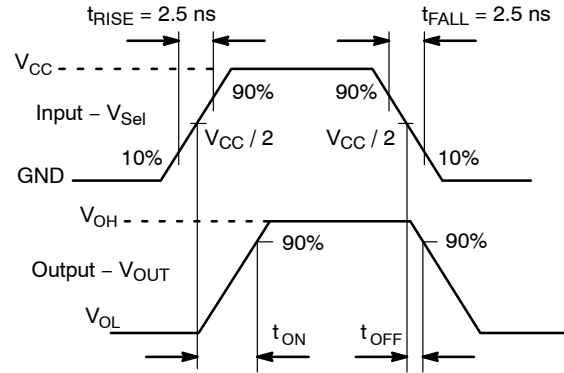 tRISE = 2.5 ns
tFALL = 2.5 ns
VCC
90%
90%
Input – VSel
VCC / 2
VCC / 2
10%
10%
GND
VOH
90%
90%
Output – VOUT
VOL
tON
tOFF